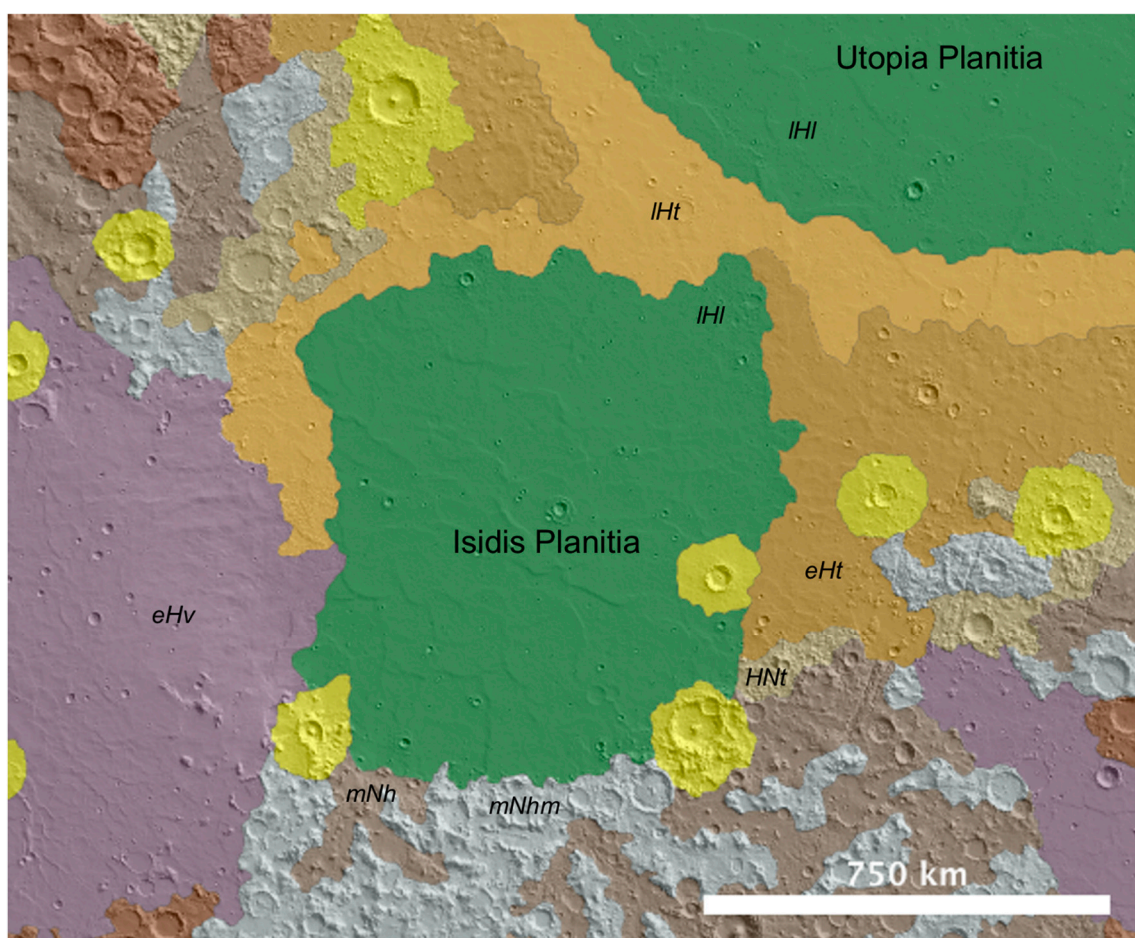 Utopia Planitia
lHl
lHt
lHl
Isidis Planitia
eHt
eHv
HNt
mNh
mNhm
750 km